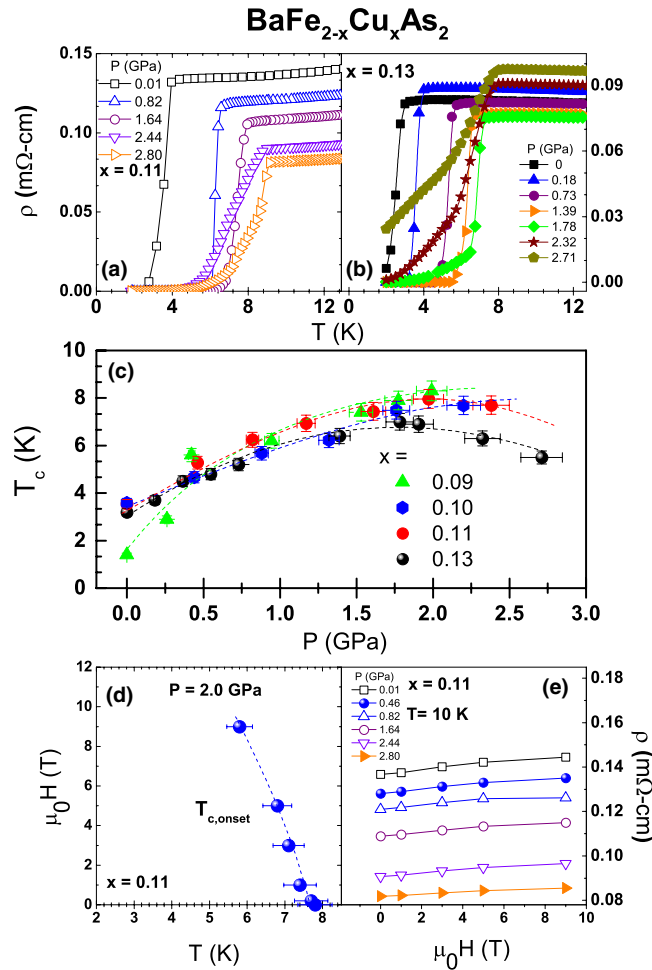 BaFe2-xCuxAs2
0.15
0.10
0.05
0.00
ρ (mΩ-cm)
P (GPa)
0.01
0.82
1.64
2.44
2.80
x = 0.11
(a)
0 4 8 12
x = 0.13
P (GPa)
0
0.18
0.73
1.39
1.78
2.32
2.71
(b)
4 8 12
0.09
0.06
0.03
0.00
T (K)
(c)
10
8
6
4
2
0
Tc (K)
x =
0.09
0.10
0.11
0.13
0.0 0.5 1.0 1.5 2.0 2.5 3.0
P (GPa)
12
10
8
6
4
2
0
μ0H (T)
P = 2.0 GPa
(d)
Tc,onset
x = 0.11
2 3 4 5 6 7 8
T (K)
P (GPa)
0.01
0.46
0.82
1.64
2.44
2.80
x = 0.11
(e)
T= 10 K
0.18
0.16
0.14
0.12
0.10
0.08
ρ (mΩ-cm)
0 2 4 6 8 10
μ0H (T)